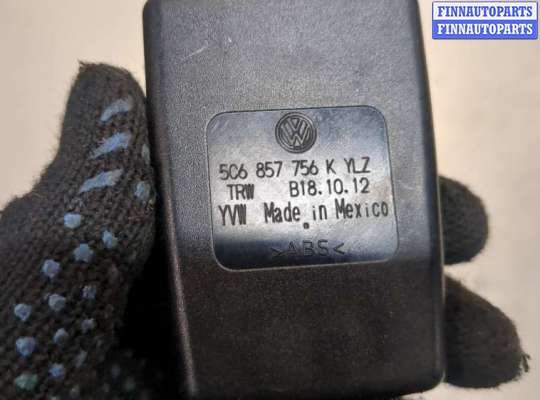 FINNAUTOPARTS
FINNAUTOPARTS
5C6 857 756 K YLZ
TRW B18.10.12
YVW Made in Mexico
>ABS<